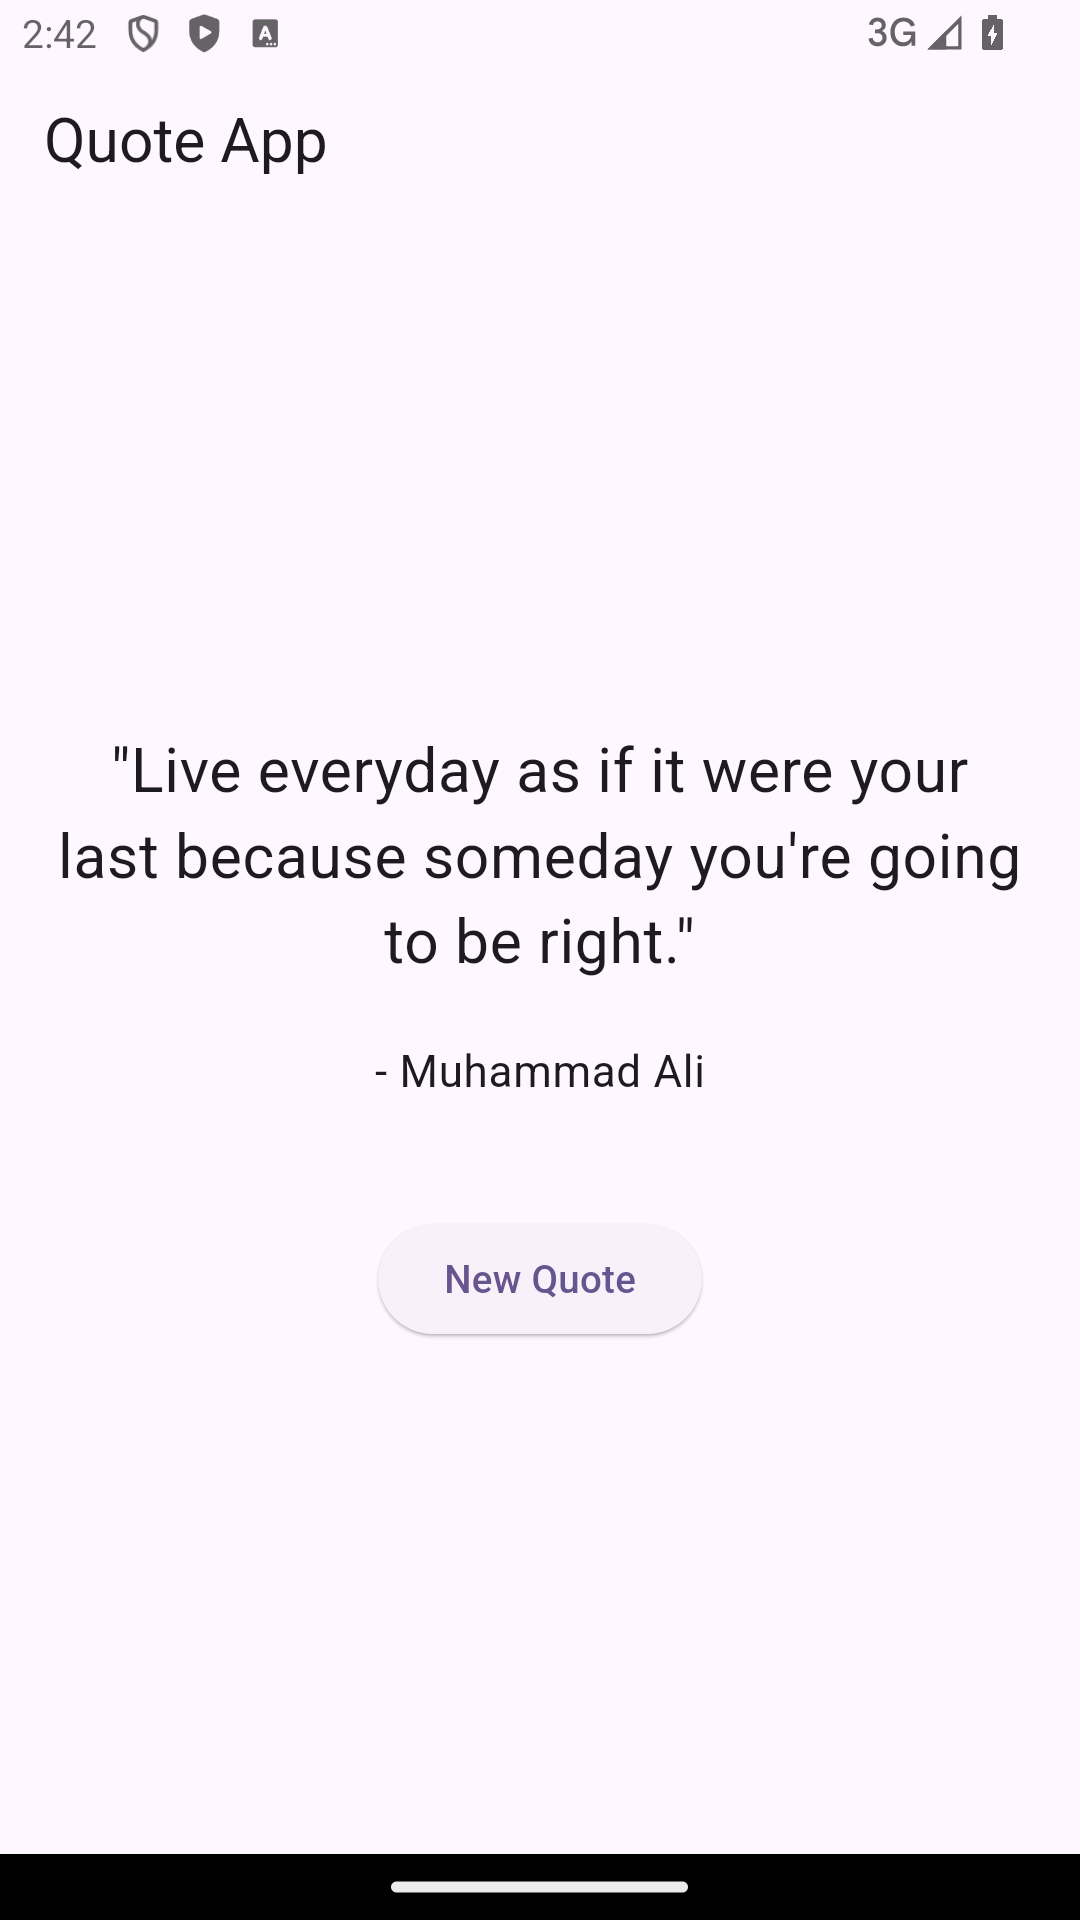 2:42 A 3G
Quote App
"Live everyday as if it were your
last because someday you're going
to be right."
- Muhammad Ali
New Quote